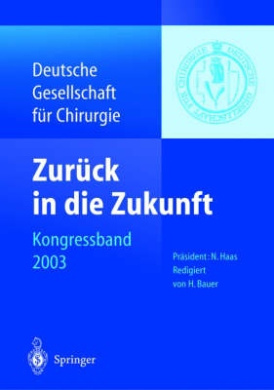 Deutsche
Gesellschaft
für Chirurgie
Zurück
in die Zukunft
Kongressband
2003
Präsident: N. Haas
Redigiert
von H. Bauer
Springer